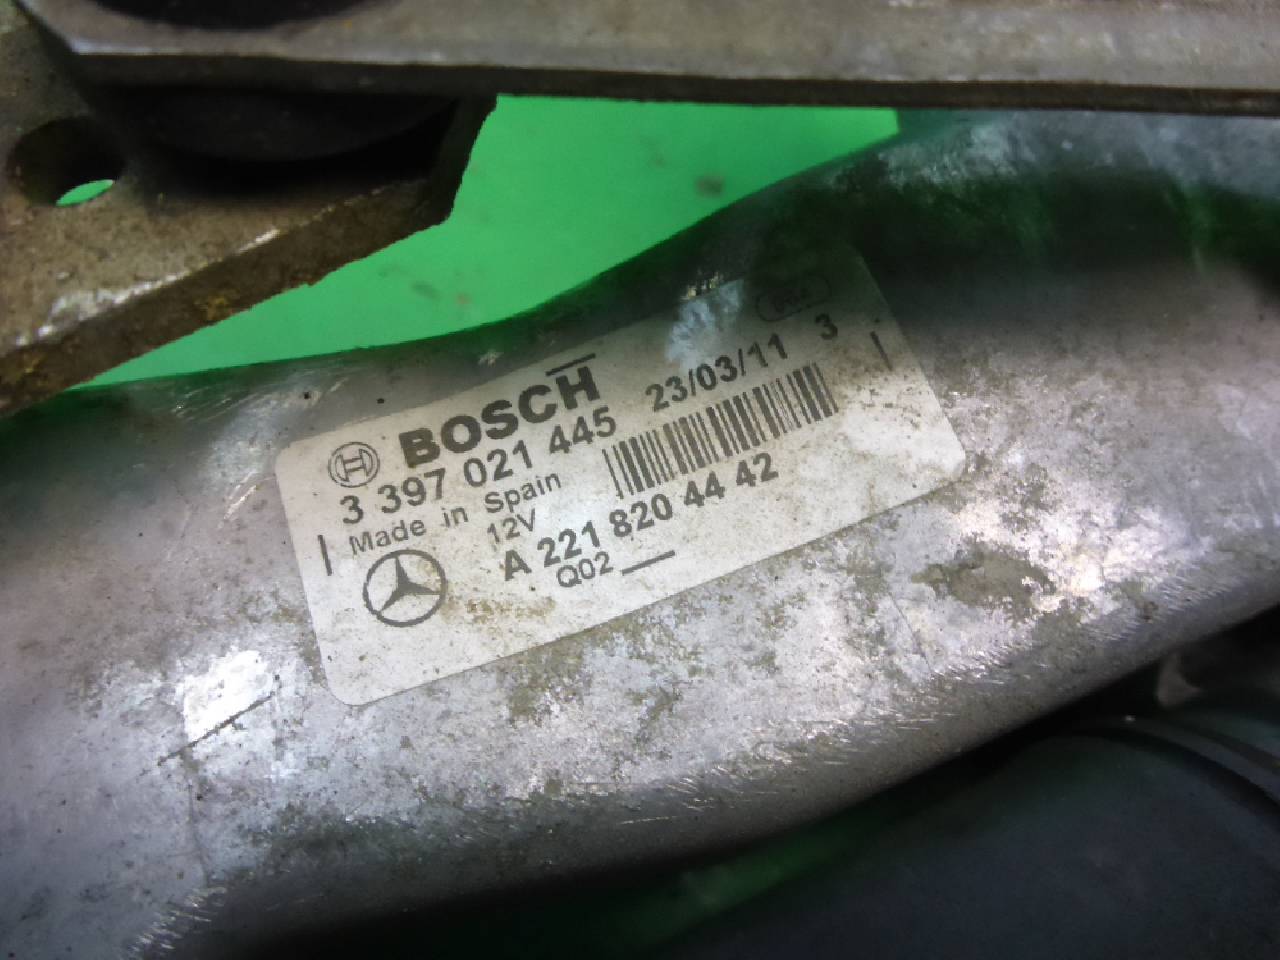 BOSCH
3 397 021 445 23/03/11 3
Made in Spain
12V
A 221 820 44 42
Q02